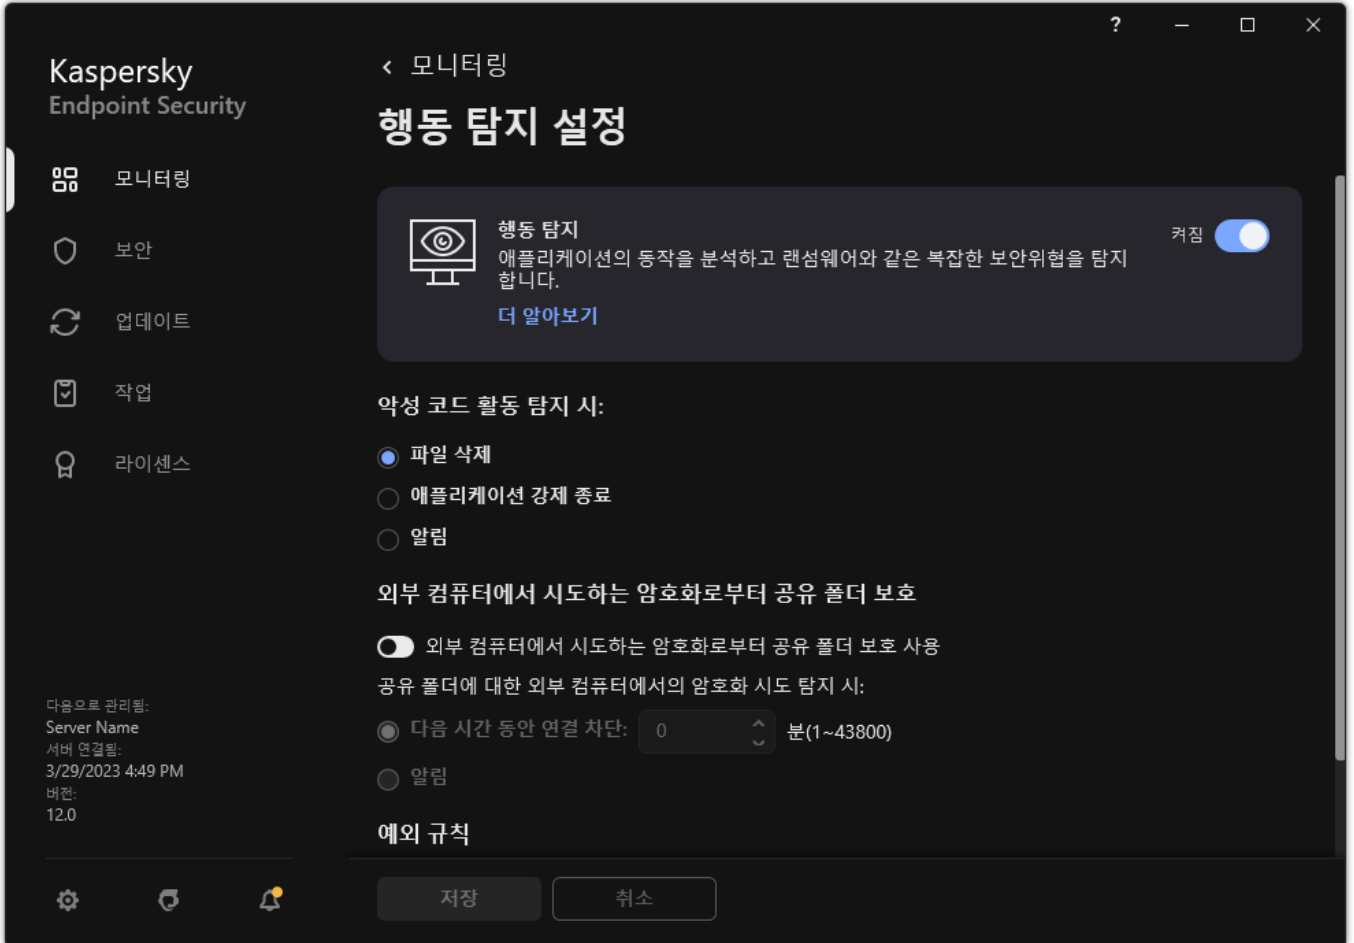 ?
Kaspersky
Endpoint Security
모니터링
보안
업데이트
작업
라이센스
다음으로 관리됨:
Server Name
서버 연결됨:
3/29/2023 4:49 PM
버전:
12.0
모니터링
행동 탐지 설정
행동 탐지
애플리케이션의 동작을 분석하고 랜섬웨어와 같은 복잡한 보안위협을 탐지
합니다.
더 알아보기
켜짐
악성 코드 활동 탐지 시:
파일 삭제
애플리케이션 강제 종료
알림
외부 컴퓨터에서 시도하는 암호화로부터 공유 폴더 보호
외부 컴퓨터에서 시도하는 암호화로부터 공유 폴더 보호 사용
공유 폴더에 대한 외부 컴퓨터에서의 암호화 시도 탐지 시:
다음 시간 동안 연결 차단: 0 분(1~43800)
알림
예외 규칙
저장 취소